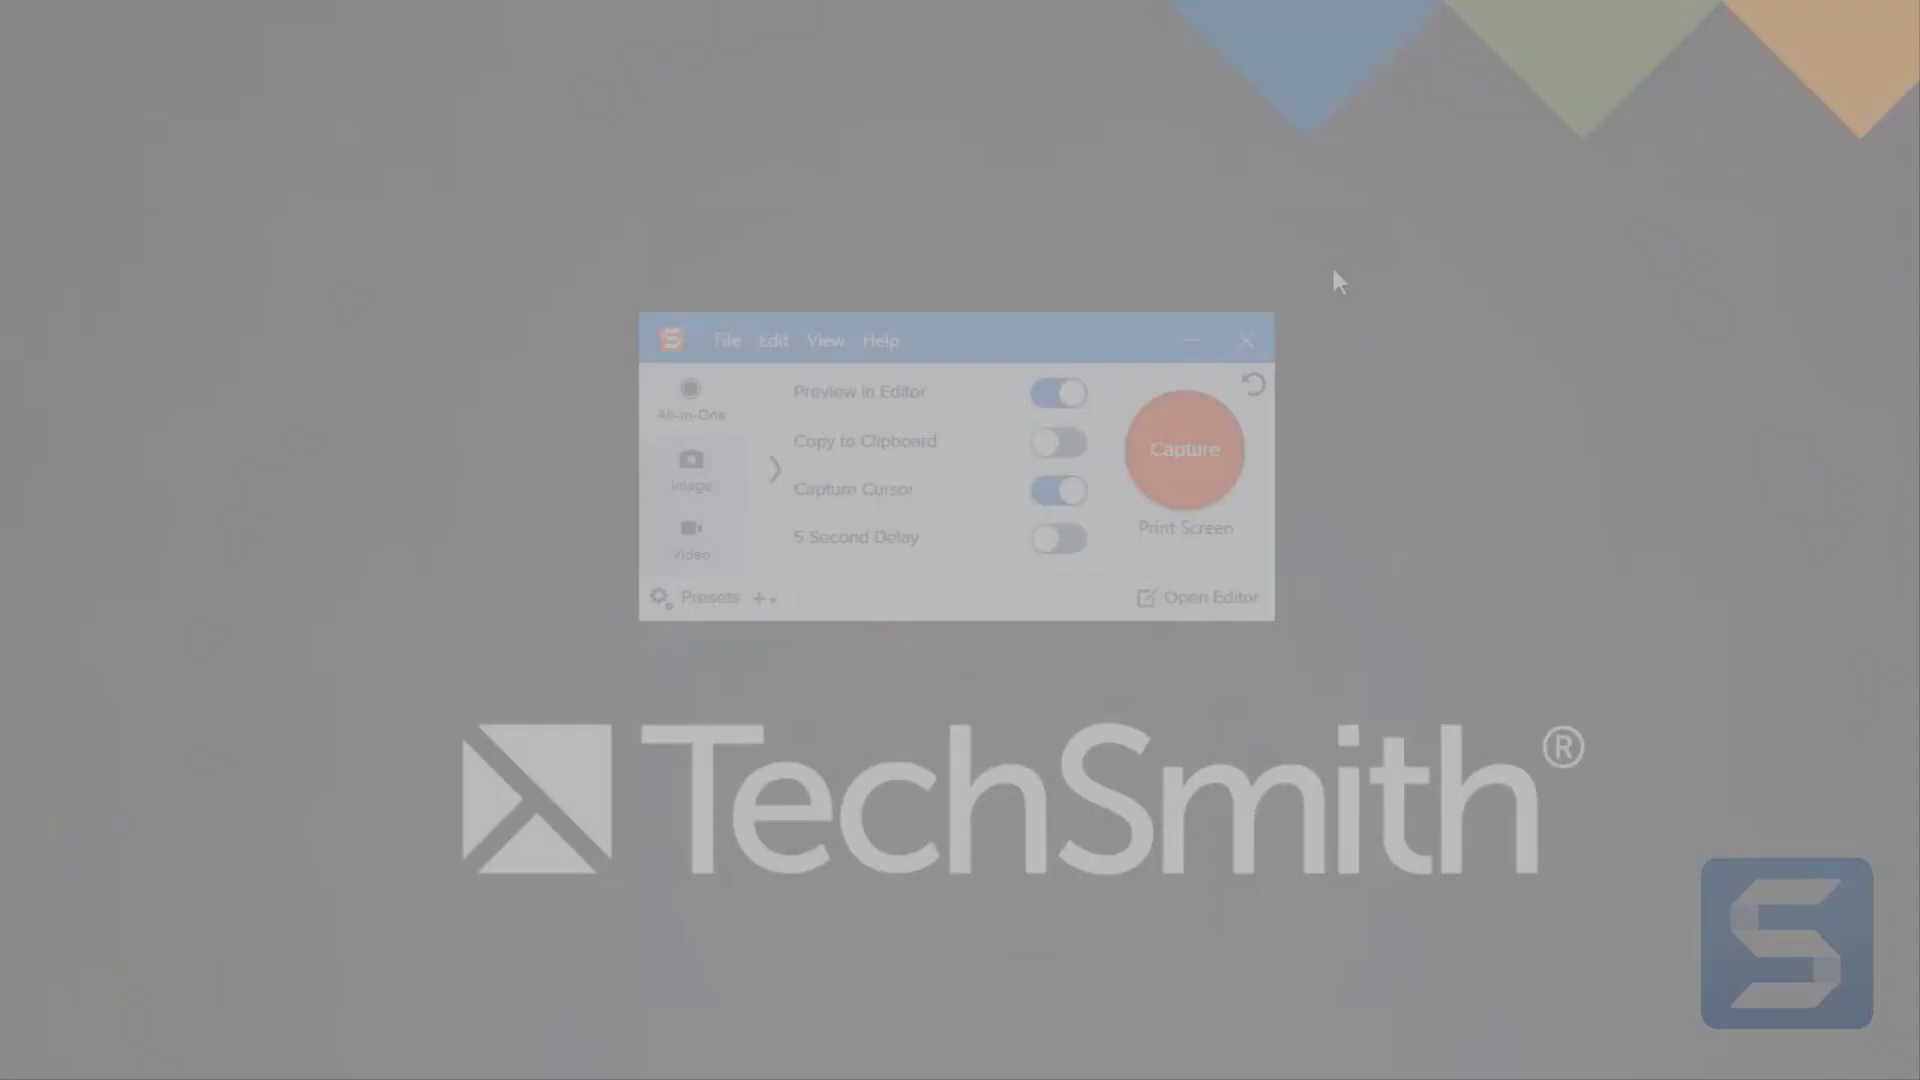 File Edit View Help
All-in-One
Image
Video
Preview in Editor
Copy to Clipboard
Capture Cursor
5 Second Delay
Capture
Print Screen
Presets
Open Editor
TechSmith®